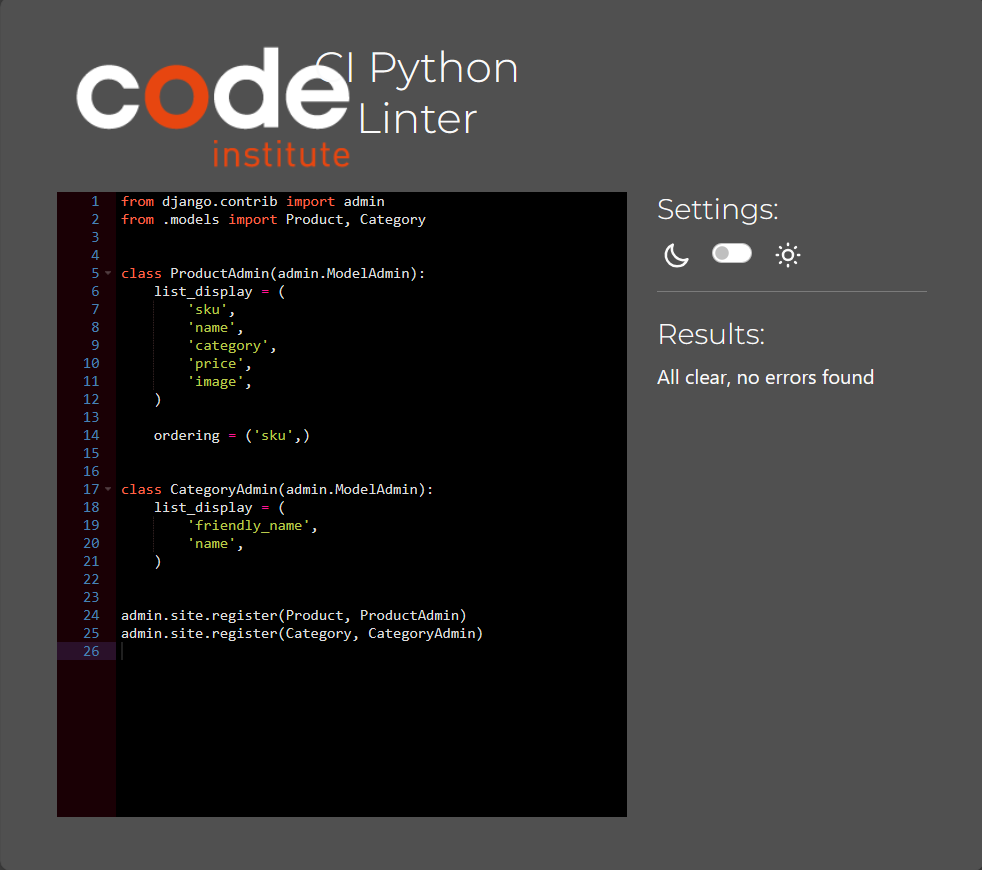 code
institute
CI Python
Linter
1 from django.contrib import admin
2 from .models import Product, Category
3
4
5 class ProductAdmin(admin.ModelAdmin):
6     list_display = (
7         'sku',
8         'name',
9         'category',
10         'price',
11         'image',
12     )
13
14     ordering = ('sku',)
15
16
17 class CategoryAdmin(admin.ModelAdmin):
18     list_display = (
19         'friendly_name',
20         'name',
21     )
22
23
24 admin.site.register(Product, ProductAdmin)
25 admin.site.register(Category, CategoryAdmin)
26
Settings:
Results:
All clear, no errors found